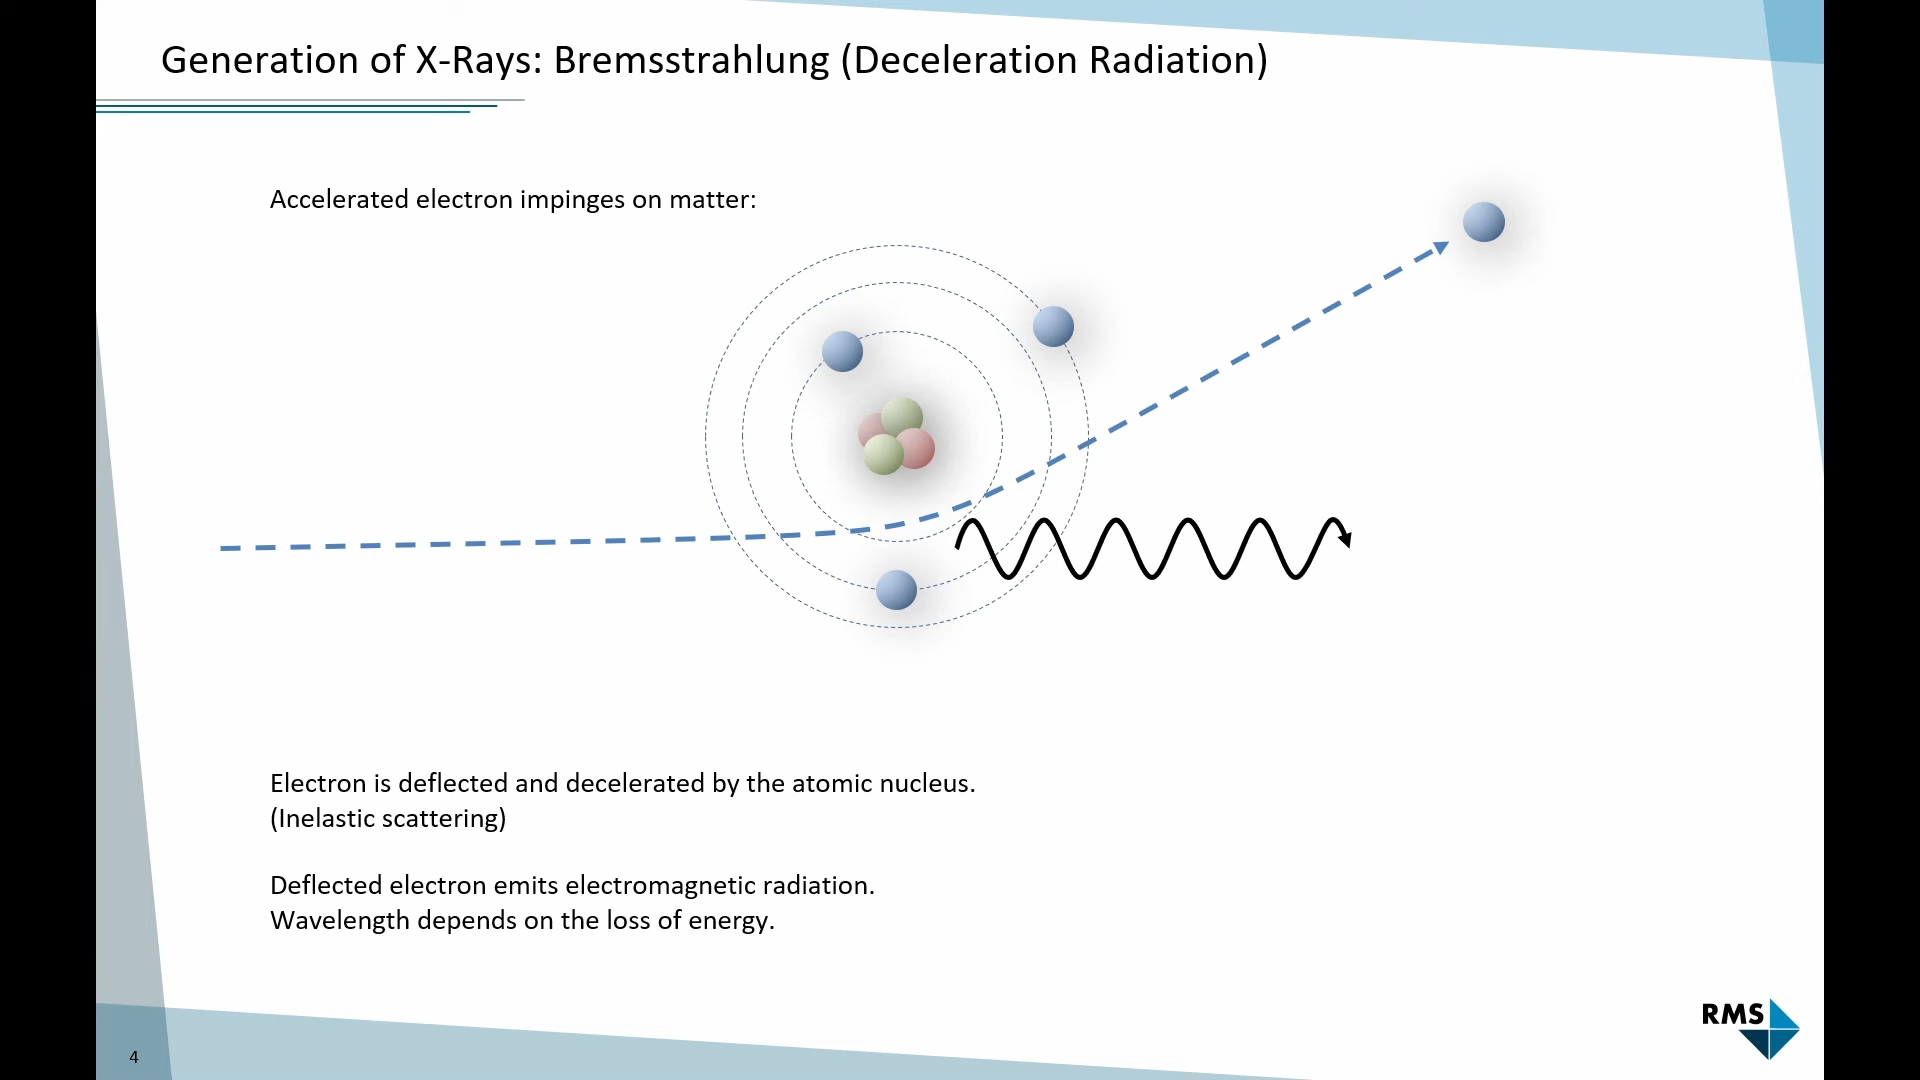 Generation of X-Rays: Bremsstrahlung (Deceleration Radiation)
Accelerated electron impinges on matter:
Electron is deflected and decelerated by the atomic nucleus.
(Inelastic scattering)
Deflected electron emits electromagnetic radiation.
Wavelength depends on the loss of energy.
RMS
4